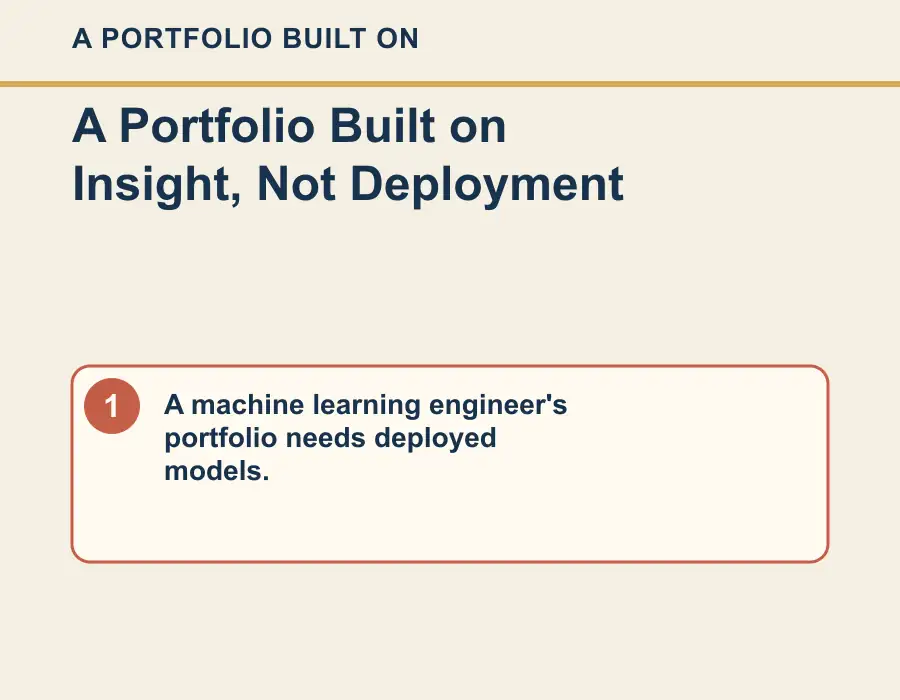 A PORTFOLIO BUILT ON
A Portfolio Built on
Insight, Not Deployment
1
A machine learning engineer's
portfolio needs deployed
models.